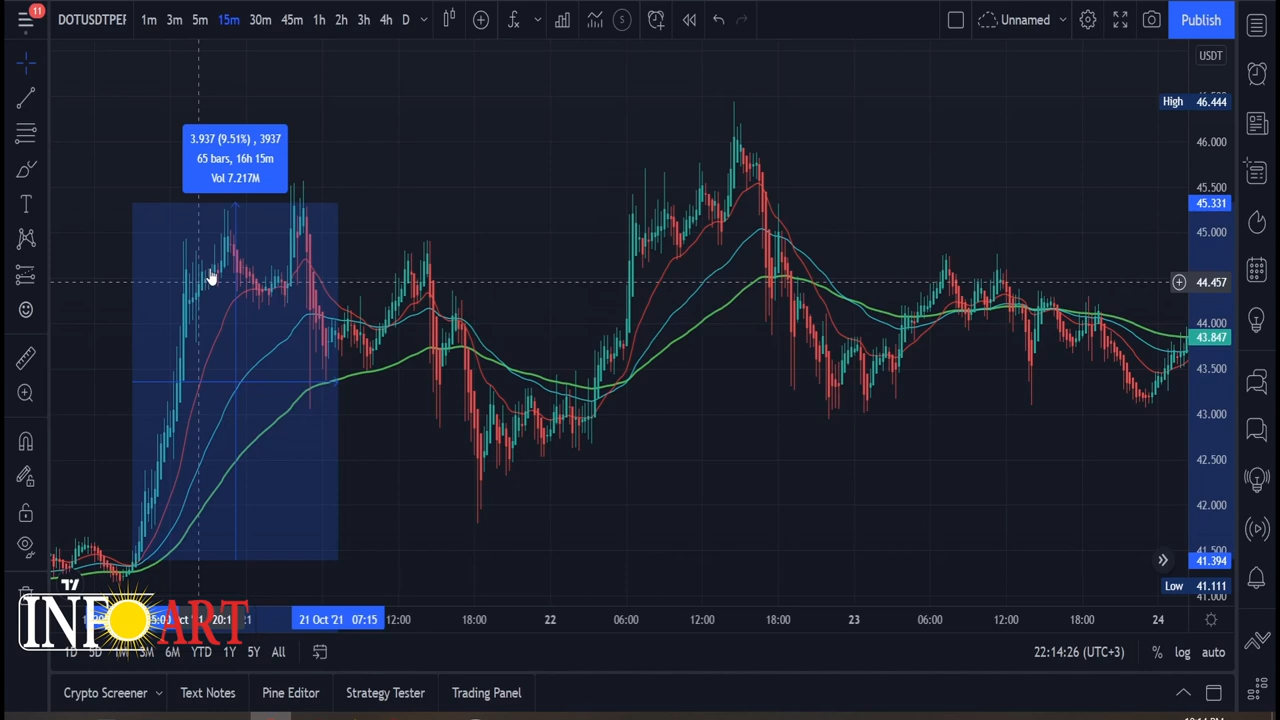 11
DOTUSDTPER
1m 3m 5m 15m 30m 45m 1h 2h 3h 4h D
Unnamed
Publish
USDT
High 46.444
3.937 (9.51%) , 3937
65 bars, 16h 15m
Vol 7.217M
46.000
45.500
45.331
45.000
44.457
44.000
43.847
43.500
43.000
42.500
42.000
41.500
41.394
Low 41.111
41.000
21 Oct '21 07:15 12:00 18:00 22 06:00 12:00 18:00 23 06:00 12:00 18:00 24
INFOART
1D 5D 1M 3M 6M YTD 1Y 5Y All
22:14:26 (UTC+3) % log auto
Crypto Screener Text Notes Pine Editor Strategy Tester Trading Panel